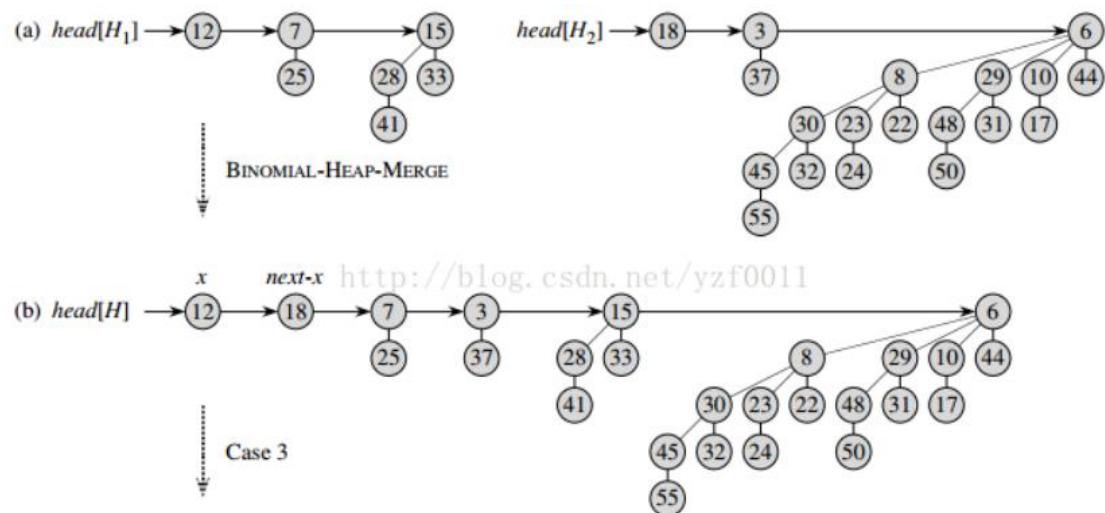 (a) head[H1] 12 7 15 head[H2] 18 3 6
25 28 33 37 8 29 10 44
41 30 23 22 48 31 17
45 32 24 50
BINOMIAL-HEAP-MERGE
55
http://blog.csdn.net/yzf0011
x next-x
(b) head[H] 12 18 7 3 15 6
25 37 28 33 8 29 10 44
41 30 23 22 48 31 17
Case 3 45 32 24 50
55